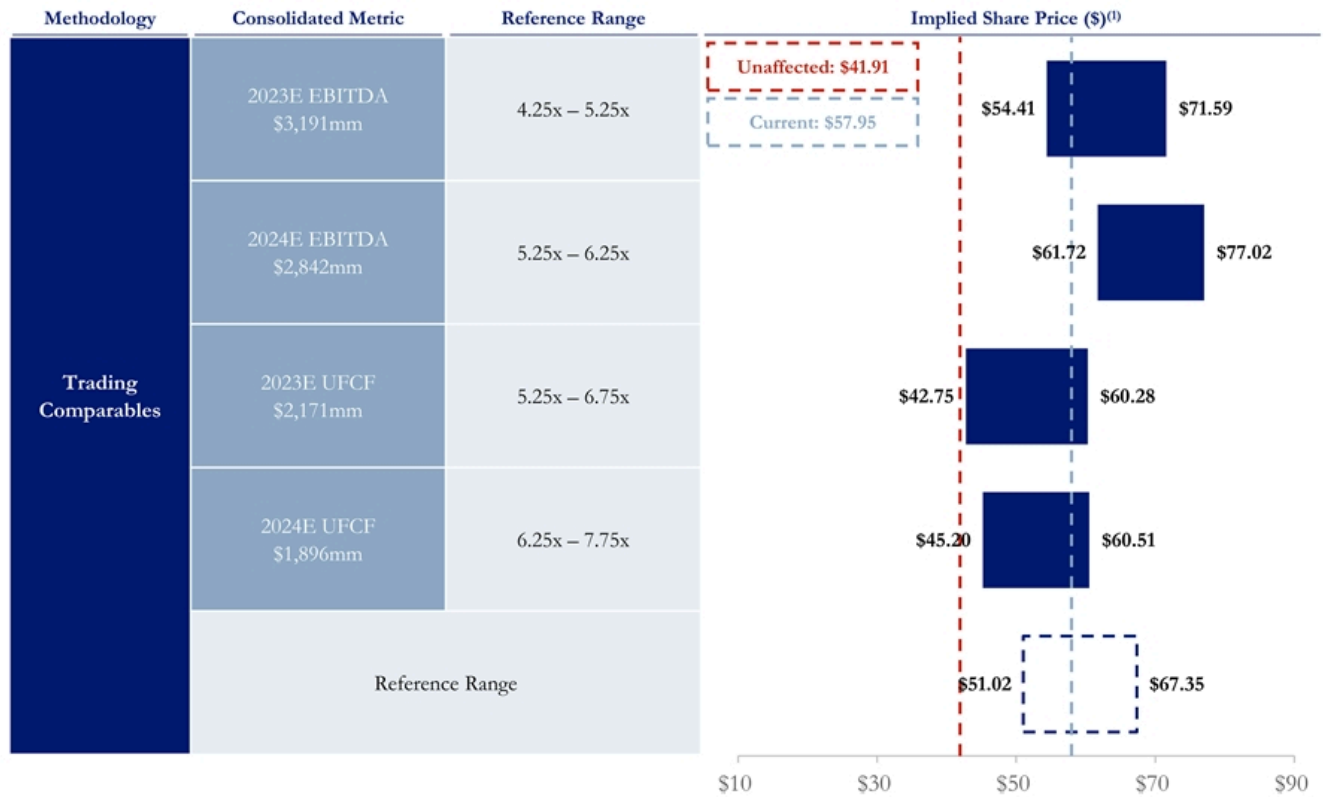 Methodology
Consolidated Metric
Reference Range
Implied Share Price ($)(1)
Trading
Comparables
2023E EBITDA
$3,191mm
4.25x – 5.25x
Unaffected: $41.91
Current: $57.95
$54.41
$71.59
2024E EBITDA
$2,842mm
5.25x – 6.25x
$61.72
$77.02
2023E UFCF
$2,171mm
5.25x – 6.75x
$42.75
$60.28
2024E UFCF
$1,896mm
6.25x – 7.75x
$45.20
$60.51
Reference Range
$51.02
$67.35
$10
$30
$50
$70
$90